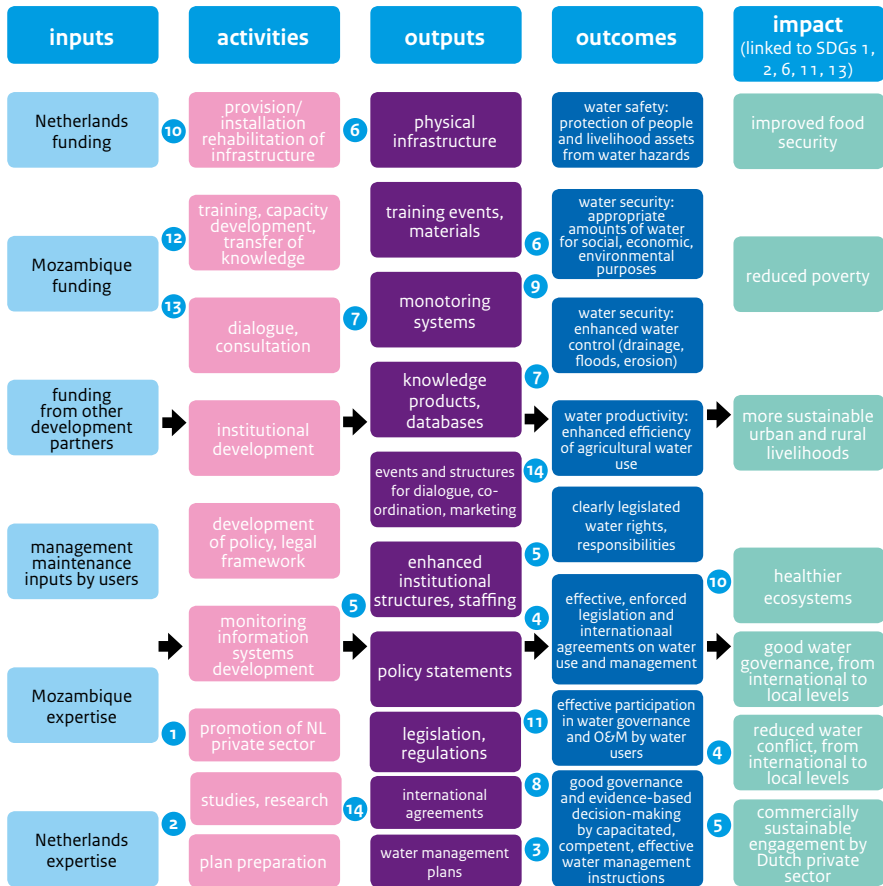 inputs
activities
outputs
outcomes
impact
(linked to SDGs 1,
2, 6, 11, 13)
Netherlands
funding
Mozambique
funding
funding
from other
development
partners
management
maintenance
inputs by users
Mozambique
expertise
Netherlands
expertise
10
12
13
1
2
provision/
installation
rehabilitation of
infrastructure
training, capacity
development,
transfer of
knowledge
dialogue,
consultation
institutional
development
development
of policy, legal
framework
monitoring
information
systems
development
promotion of NL
private sector
studies, research
plan preparation
6
7
5
14
physical
infrastructure
training events,
materials
monotoring
systems
knowledge
products,
databases
events and structures
for dialogue, co-
ordination, marketing
enhanced
institutional
structures, staffing
policy statements
legislation,
regulations
international
agreements
water management
plans
6
9
7
14
5
4
11
8
3
water safety:
protection of people
and livelihood assets
from water hazards
water security:
appropriate
amounts of water
for social, economic,
environmental
purposes
water security:
enhanced water
control (drainage,
floods, erosion)
water productivity:
enhanced efficiency
of agricultural water
use
clearly legislated
water rights,
responsibilities
effective, enforced
legislation and
internationaal
agreements on water
use and management
effective participation
in water governance
and O&M by water
users
good governance
and evidence-based
decision-making
by capacitated,
competent, effective
water management
instructions
10
4
5
improved food
security
reduced poverty
more sustainable
urban and rural
livelihoods
healthier
ecosystems
good water
governance, from
international to
local levels
reduced water
conflict, from
international to
local levels
commercially
sustainable
engagement by
Dutch private
sector